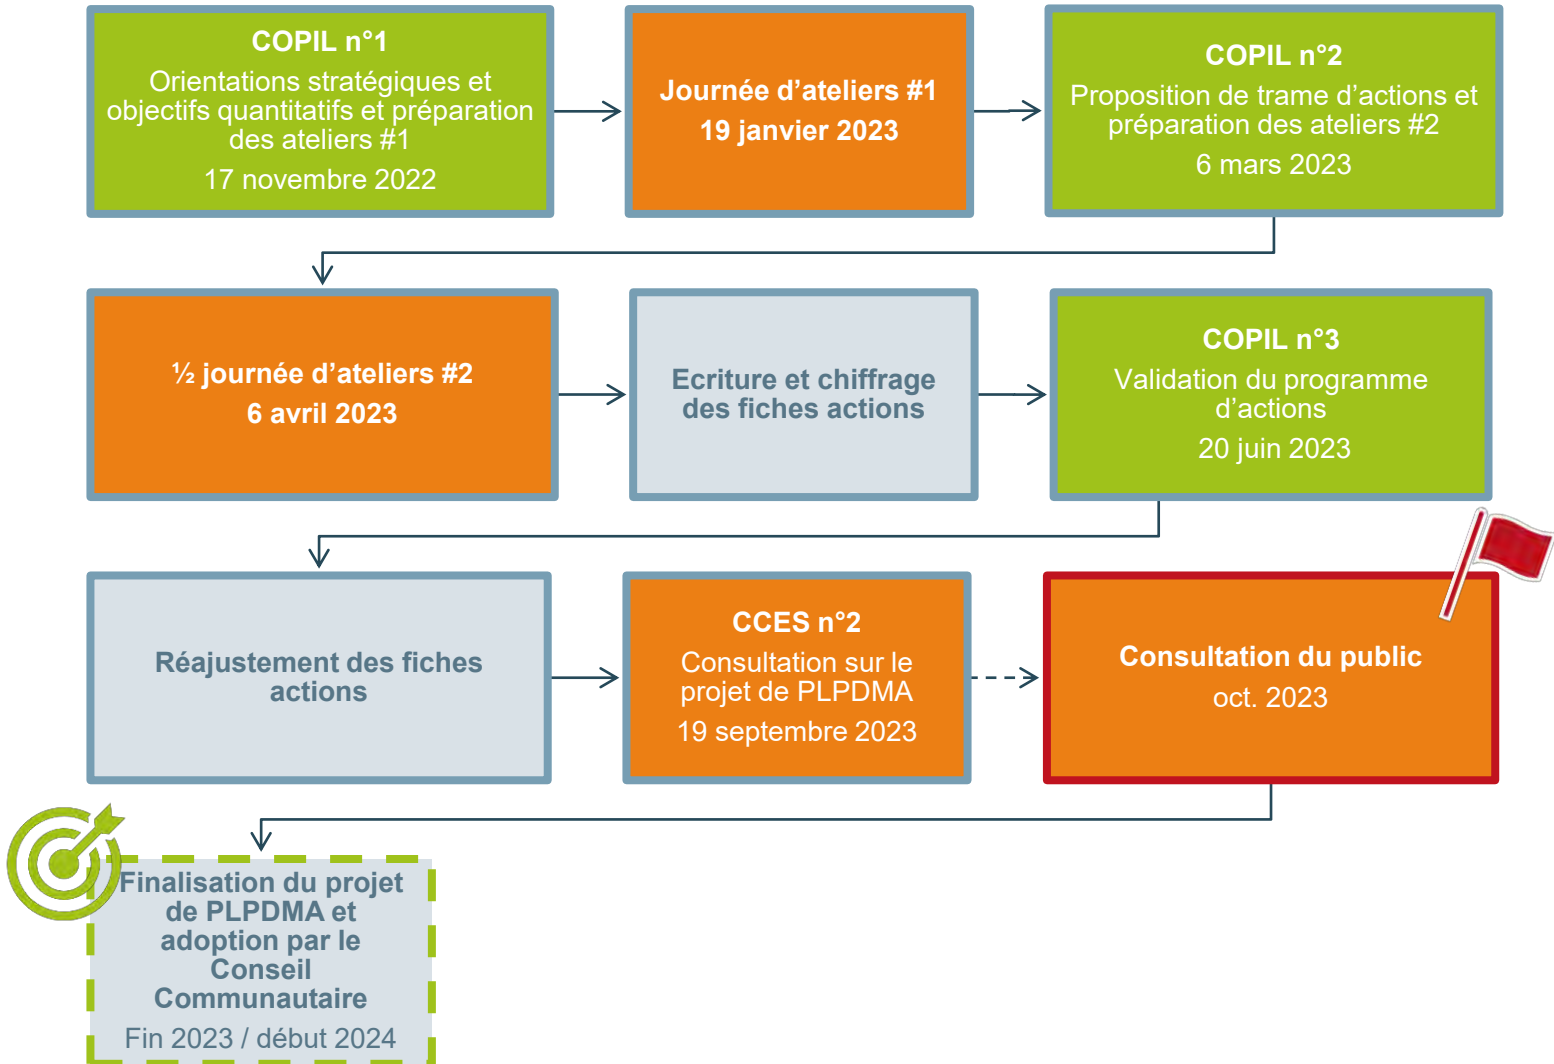 COPIL n°1
Orientations stratégiques et
objectifs quantitatifs et préparation
des ateliers #1
17 novembre 2022
Journée d’ateliers #1
19 janvier 2023
COPIL n°2
Proposition de trame d’actions et
préparation des ateliers #2
6 mars 2023
½ journée d’ateliers #2
6 avril 2023
Ecriture et chiffrage
des fiches actions
COPIL n°3
Validation du programme
d’actions
20 juin 2023
Réajustement des fiches
actions
CCES n°2
Consultation sur le
projet de PLPDMA
19 septembre 2023
Consultation du public
oct. 2023
Finalisation du projet
de PLPDMA et
adoption par le
Conseil
Communautaire
Fin 2023 / début 2024